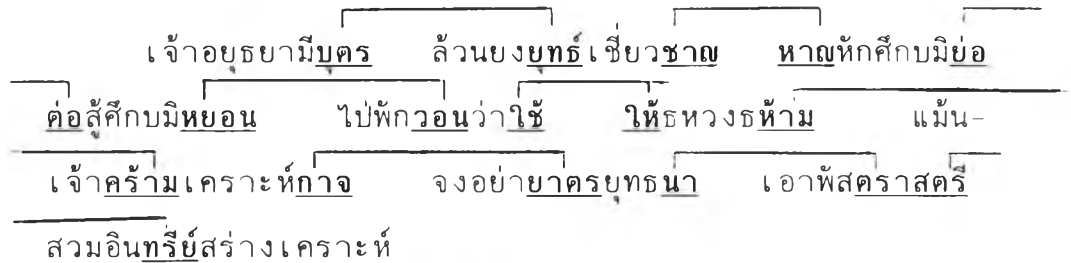 เจ้าอยุธยามีบุตร ล้วนยงยุทธ์เชี่ยวชาญ หาญหักศึกบมิย่อ
ต่อสู้ศึกบมิหยอน ไปพักวอนว่าใช้ ให้ธหวงธห้าม แม้น-
เจ้าคร้ามเคราะห์กาจ จงอย่ายาตรยุทธนา เอาพัสตราสตรี
สวมอินทรีย์สร่างเคราะห์